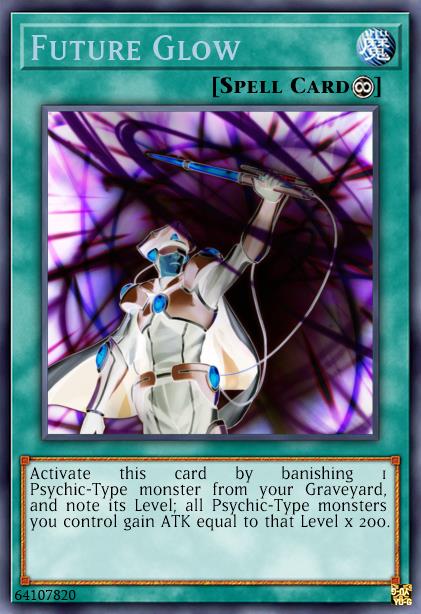 Future Glow
[Spell Card]
Activate this card by banishing 1
Psychic-Type monster from your Graveyard,
and note its Level; all Psychic-Type monsters
you control gain ATK equal to that Level x 200.
64107820